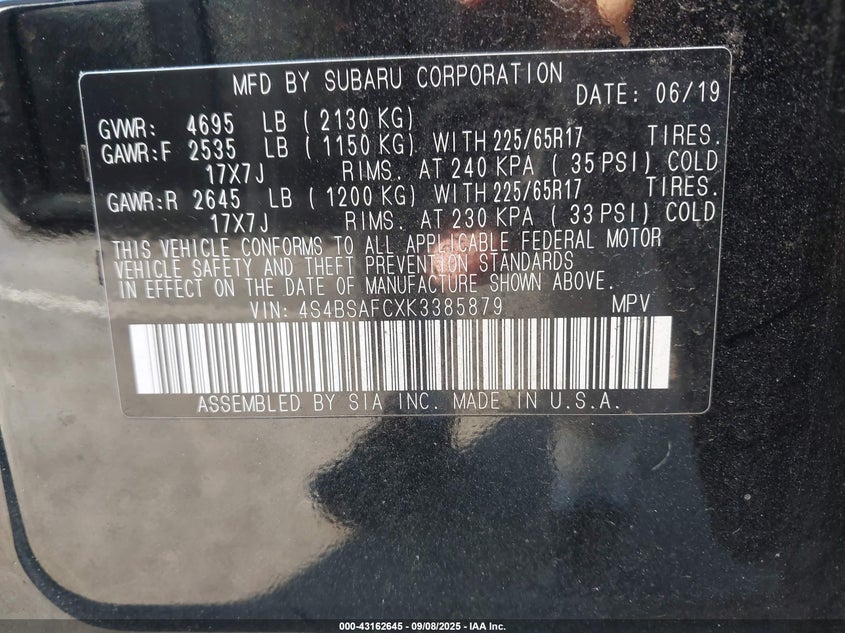 MFD BY SUBARU CORPORATION
DATE: 06/19
GVWR: 4695 LB ( 2130 KG)
GAWR:F 2535 LB ( 1150 KG) WITH 225/65R17 TIRES.
17X7J RIMS. AT 240 KPA ( 35 PSI) COLD
GAWR:R 2645 LB ( 1200 KG) WITH 225/65R17 TIRES.
17X7J RIMS. AT 230 KPA ( 33 PSI) COLD
THIS VEHICLE CONFORMS TO ALL APPLICABLE FEDERAL MOTOR
VEHICLE SAFETY AND THEFT PREVENTION STANDARDS
IN EFFECT ON THE DATE OF MANUFACTURE SHOWN ABOVE.
VIN: 4S4BSAFCXK3385879 MPV
ASSEMBLED BY SIA INC. MADE IN U.S.A.
000-43162645 - 09/08/2025 - IAA Inc.